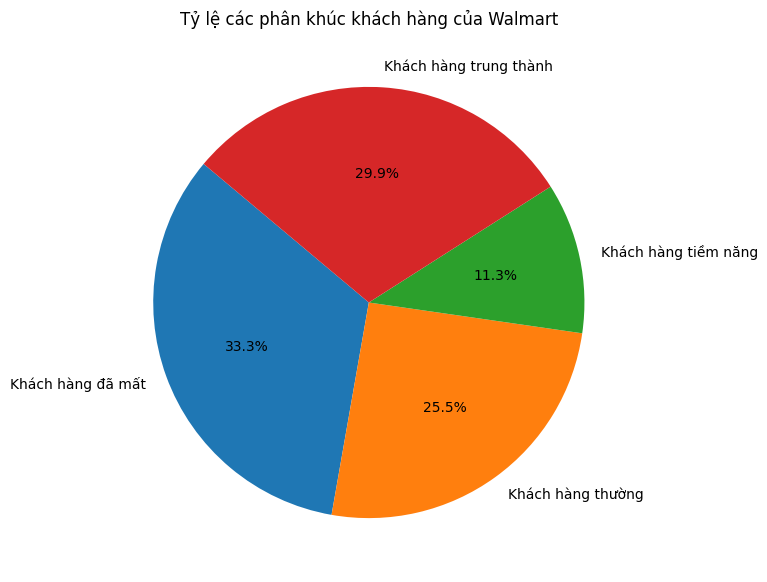 Tỷ lệ các phân khúc khách hàng của Walmart
Khách hàng trung thành
29.9%
Khách hàng tiềm năng
11.3%
33.3%
Khách hàng đã mất
25.5%
Khách hàng thường